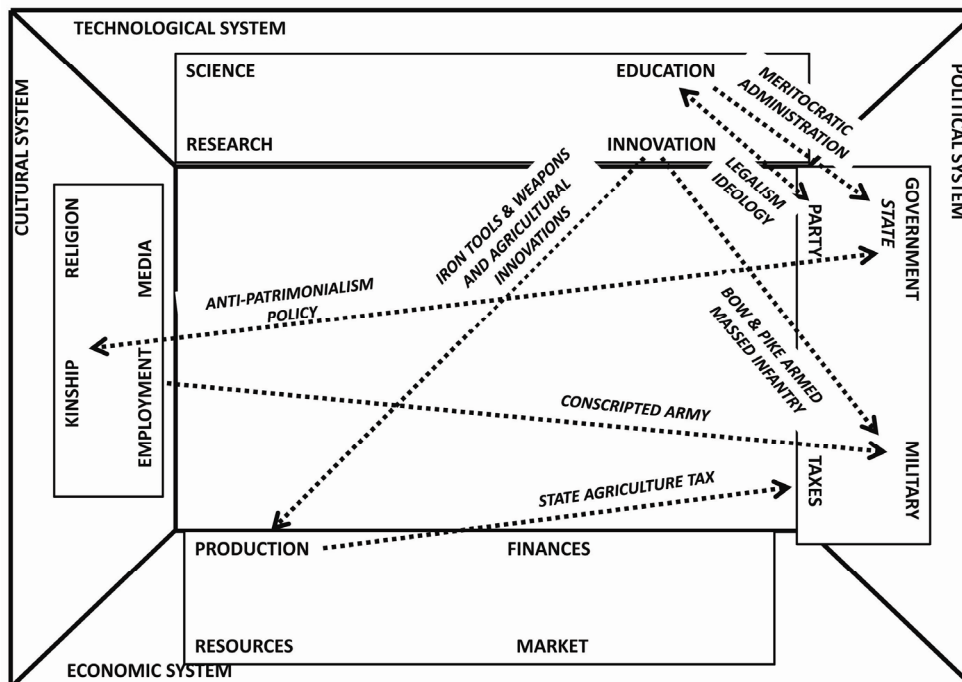 TECHNOLOGICAL SYSTEM
CULTURAL SYSTEM
POLITICAL SYSTEM
SCIENCE
EDUCATION
RESEARCH
INNOVATION
MERITOCRATIC
ADMINISTRATION
LEGALISM
IDEOLOGY
IRON TOOLS & WEAPONS
AND AGRICULTURAL
INNOVATIONS
RELIGION
MEDIA
KINSHIP
EMPLOYMENT
ANTI-PATRIMONIALISM
POLICY
PARTY
STATE
GOVERNMENT
BOW & PIKE ARMED
MASSED INFANTRY
CONSCRIPTED ARMY
STATE AGRICULTURE TAX
TAXES
MILITARY
PRODUCTION
FINANCES
RESOURCES
MARKET
ECONOMIC SYSTEM